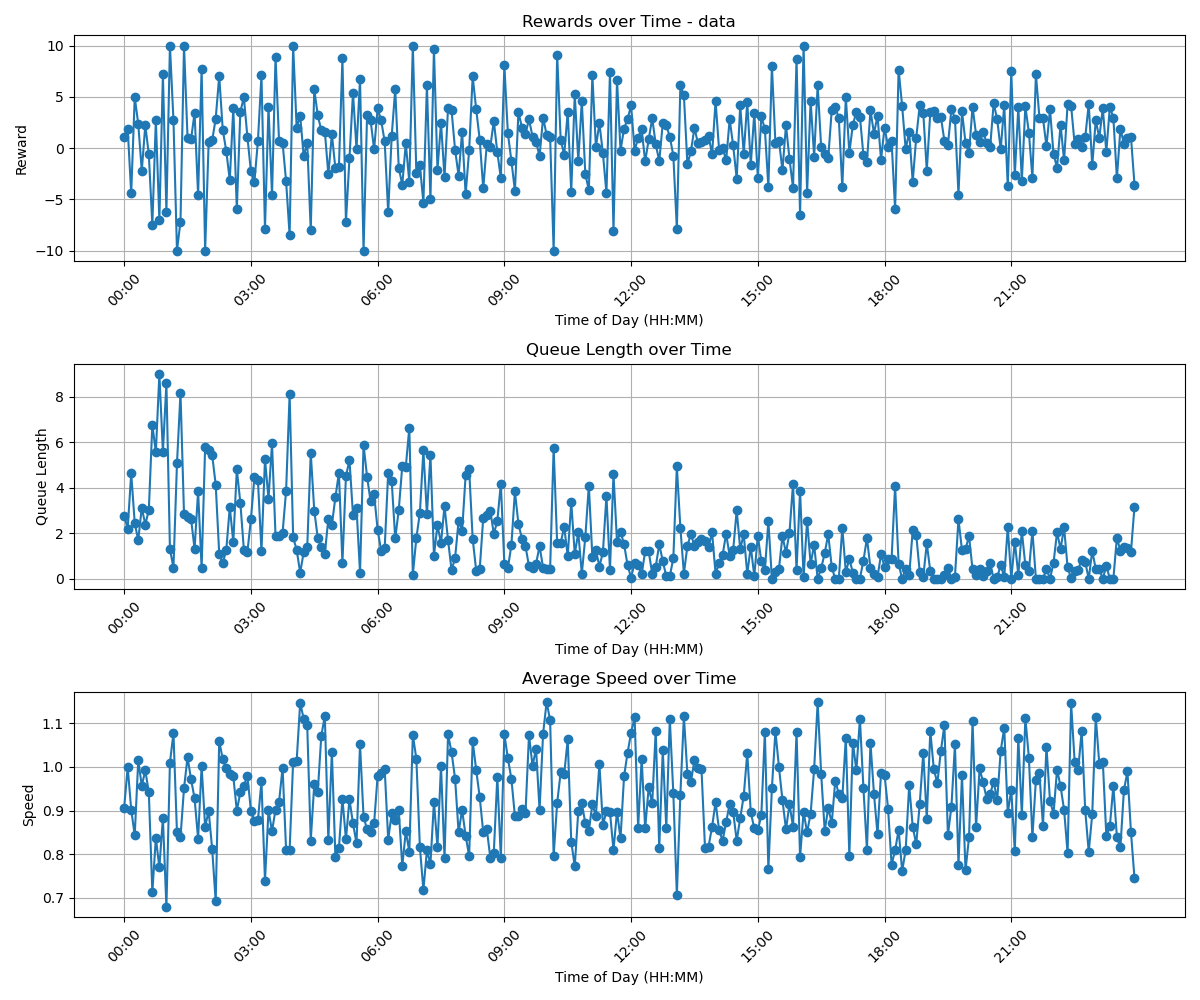 Rewards over Time - data
Reward
10
5
0
−5
−10
00:00 03:00 06:00 09:00 12:00 15:00 18:00 21:00
Time of Day (HH:MM)
Queue Length over Time
Queue Length
8
6
4
2
0
00:00 03:00 06:00 09:00 12:00 15:00 18:00 21:00
Time of Day (HH:MM)
Average Speed over Time
Speed
1.1
1.0
0.9
0.8
0.7
00:00 03:00 06:00 09:00 12:00 15:00 18:00 21:00
Time of Day (HH:MM)